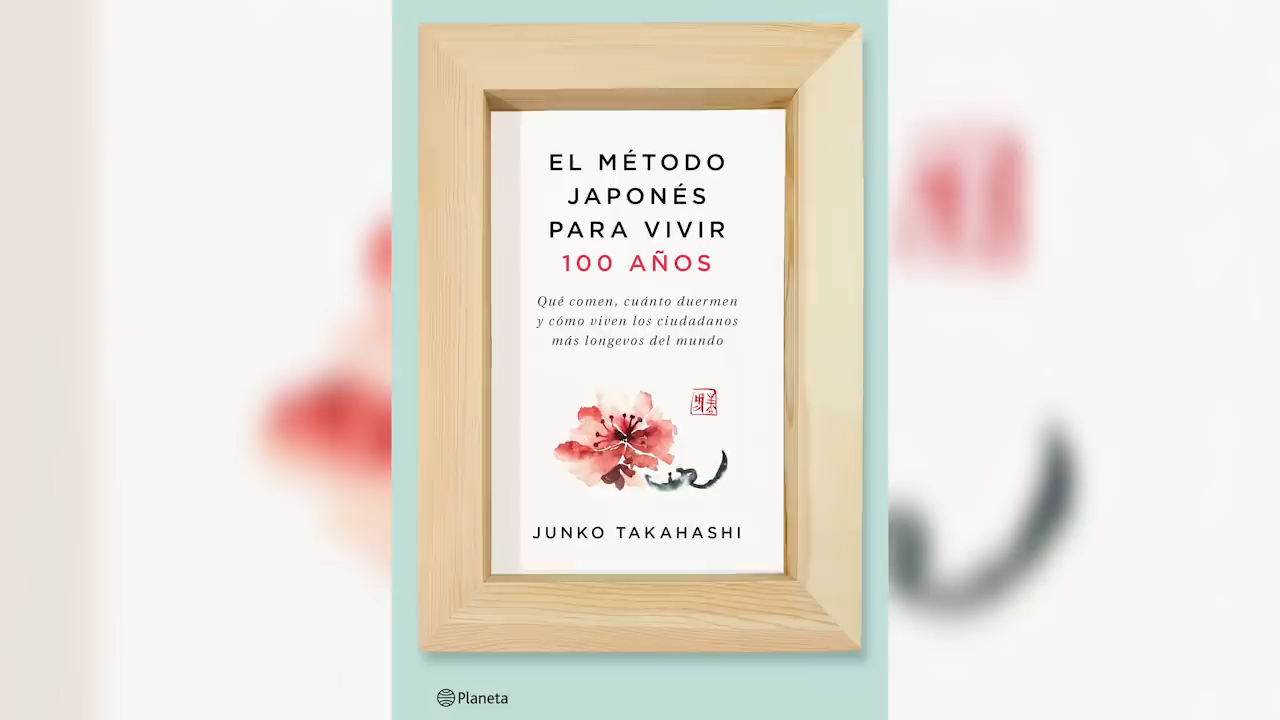 EL MÉTODO
JAPONÉS
PARA VIVIR
100 AÑOS
Qué comen, cuánto duermen
y cómo viven los ciudadanos
más longevos del mundo
JUNKO TAKAHASHI
Planeta